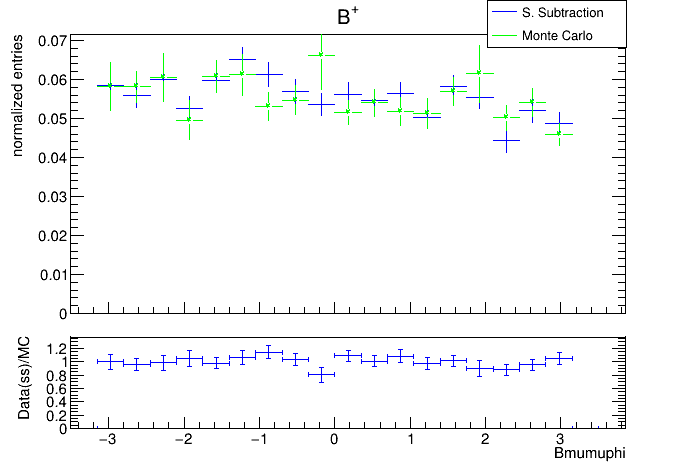 B+
S. Subtraction
Monte Carlo
normalized entries
0.07
0.06
0.05
0.04
0.03
0.02
0.01
0
Data(ss)/MC
1.2
1
0.8
0.6
0.4
0.2
0
−3 −2 −1 0 1 2 3
Bmumuphi